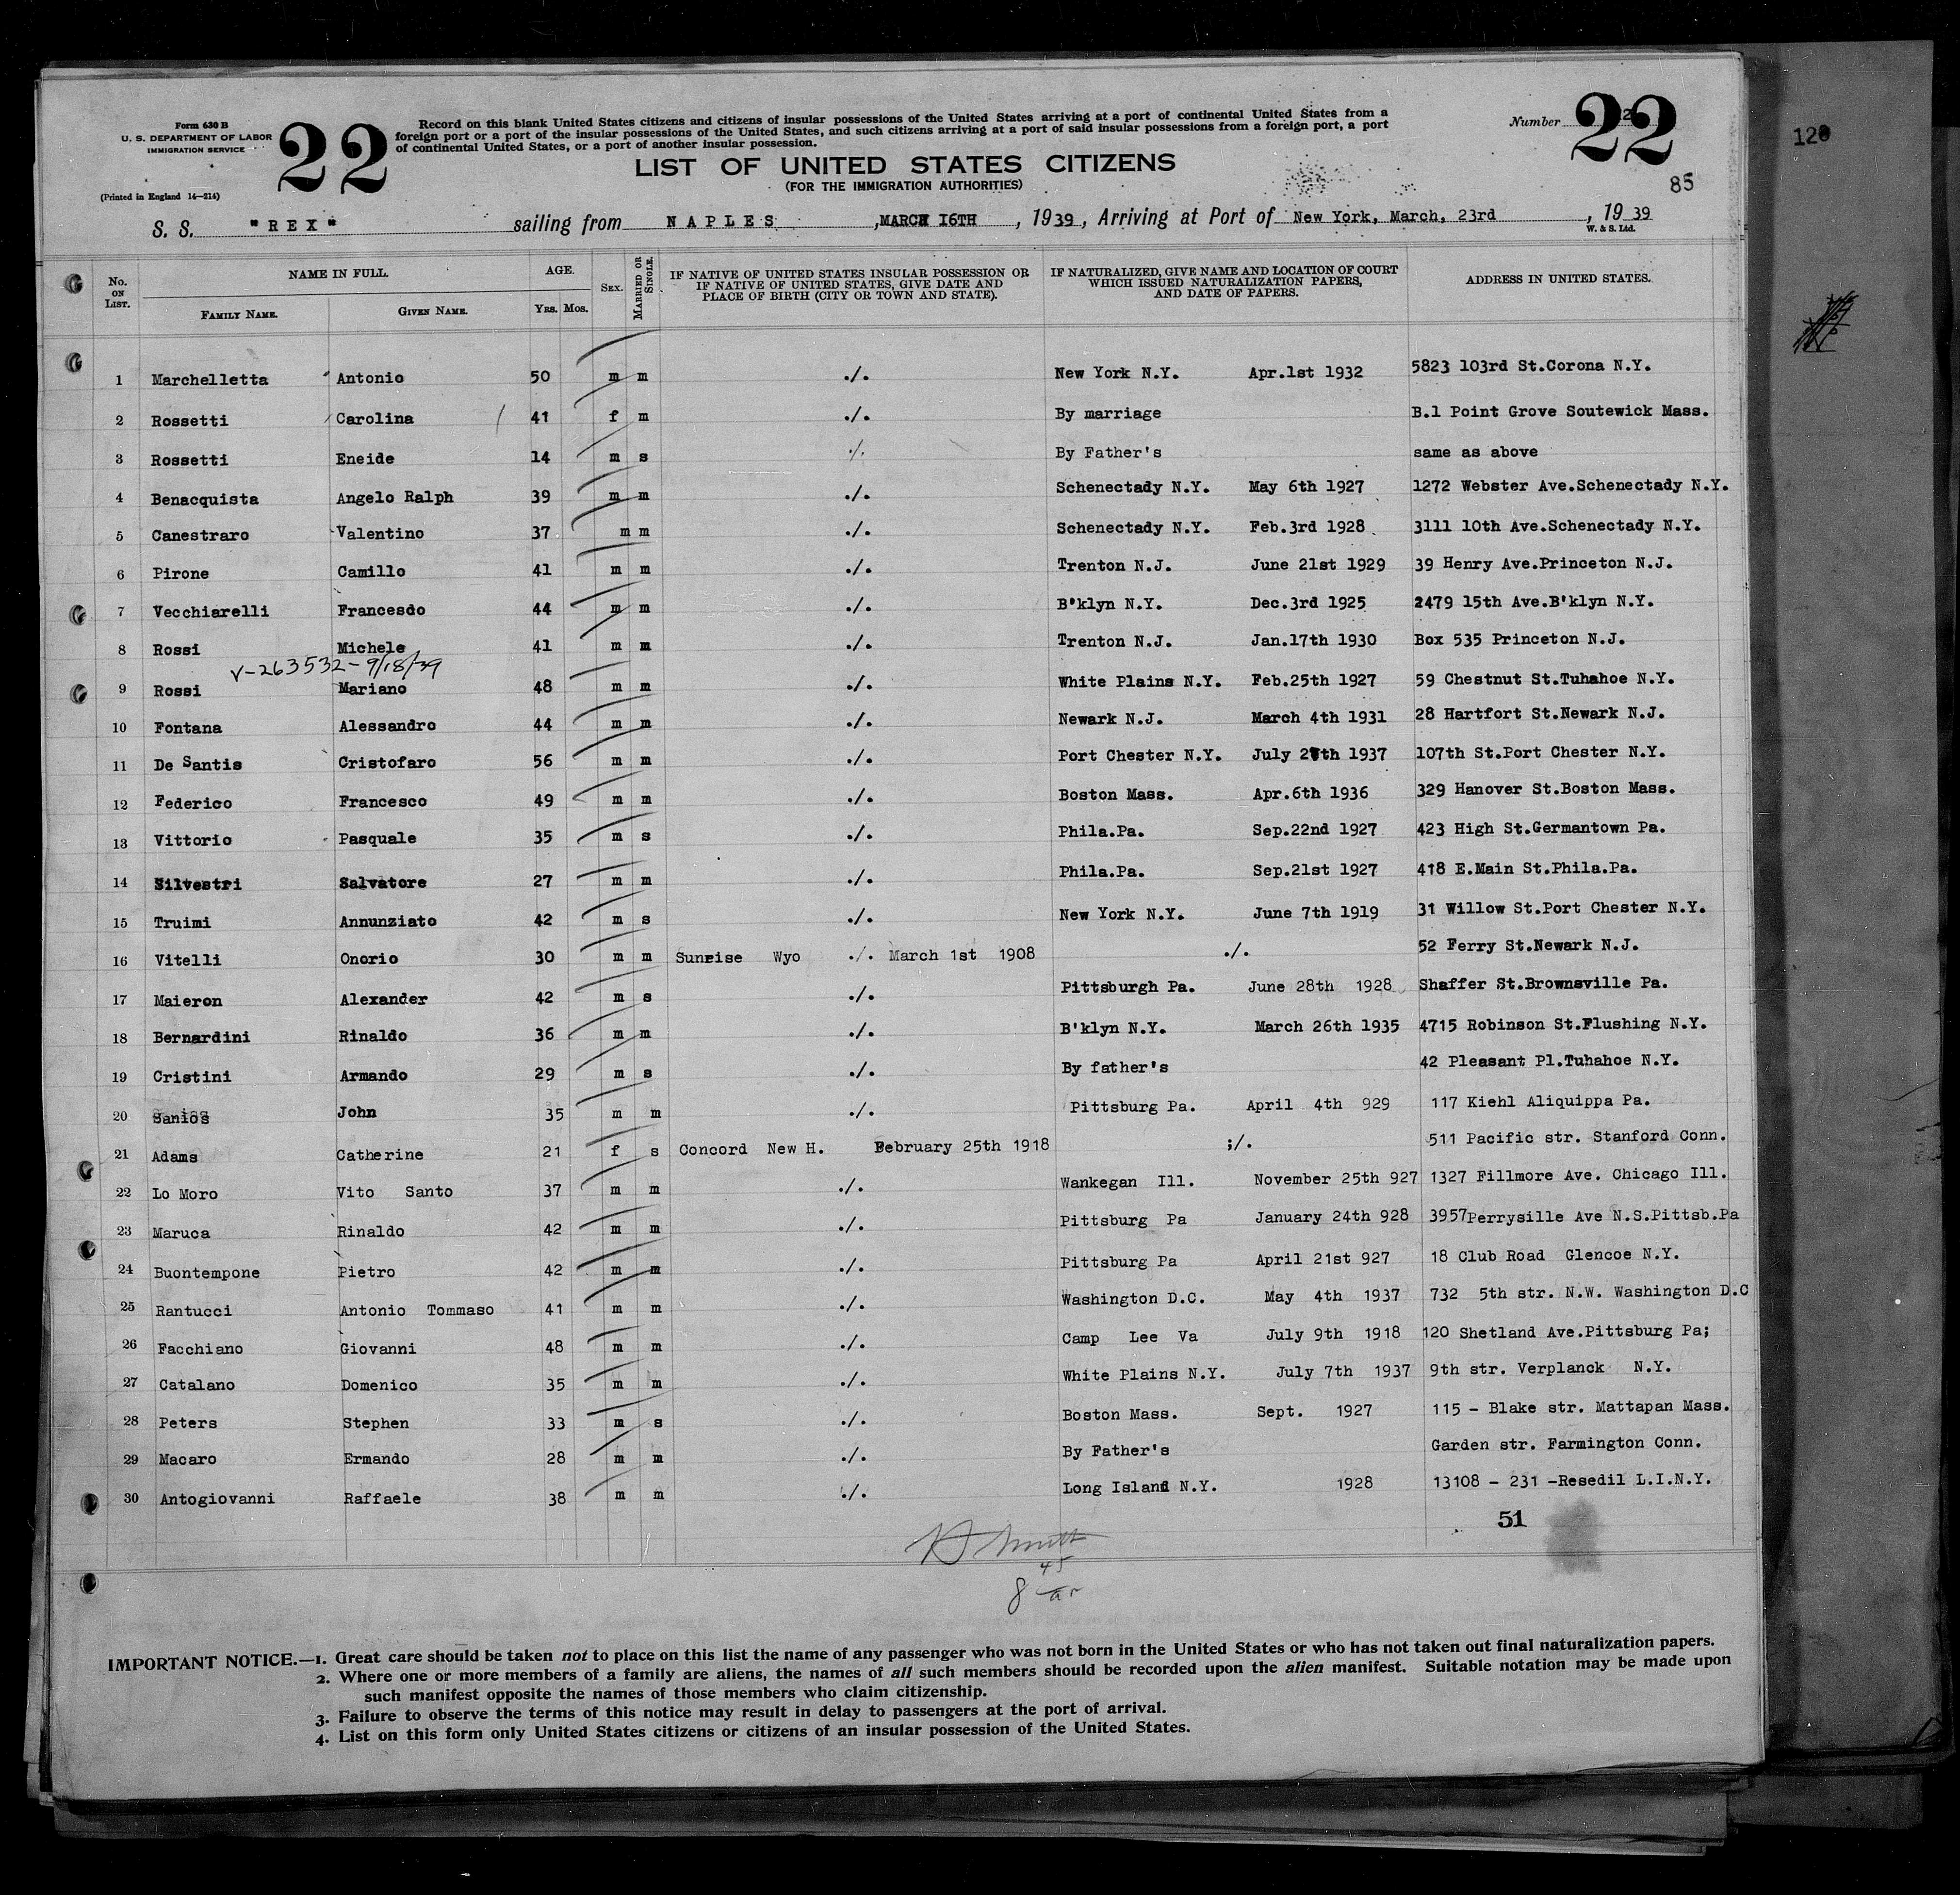 Form 630 B
U. S. DEPARTMENT OF LABOR
IMMIGRATION SERVICE
(Printed in England 14—214)
22
Record on this blank United States citizens and citizens of insular possessions of the United States arriving at a port of continental United States from a
foreign port or a port of the insular possessions of the United States, and such citizens arriving at a port of said insular possessions from a foreign port, a port
of continental United States, or a port of another insular possession.
LIST OF UNITED STATES CITIZENS
(FOR THE IMMIGRATION AUTHORITIES)
Number 22
85
120
S. S. "REX" sailing from NAPLES, MARCH 16TH, 1939, Arriving at Port of New York, March, 23rd, 1939
W. & S. Ltd.
No. ON LIST. NAME IN FULL. AGE. SEX. MARRIED OR SINGLE. IF NATIVE OF UNITED STATES INSULAR POSSESSION OR IF NATIVE OF UNITED STATES, GIVE DATE AND PLACE OF BIRTH (CITY OR TOWN AND STATE). IF NATURALIZED, GIVE NAME AND LOCATION OF COURT WHICH ISSUED NATURALIZATION PAPERS, AND DATE OF PAPERS. ADDRESS IN UNITED STATES.
FAMILY NAME. GIVEN NAME. YRS. MOS.
1 Marchelletta Antonio 50 m m ./. New York N.Y. Apr.1st 1932 5823 103rd St.Corona N.Y.
2 Rossetti Carolina 41 f m ./. By marriage B.1 Point Grove Soutewick Mass.
3 Rossetti Eneide 14 m s ./. By Father's same as above
4 Benacquista Angelo Ralph 39 m m ./. Schenectady N.Y. May 6th 1927 1272 Webster Ave.Schenectady N.Y.
5 Canestraro Valentino 37 m m ./. Schenectady N.Y. Feb.3rd 1928 3111 10th Ave.Schenectady N.Y.
6 Pirone Camillo 41 m m ./. Trenton N.J. June 21st 1929 39 Henry Ave.Princeton N.J.
7 Vecchiarelli Francesdo 44 m m ./. B'klyn N.Y. Dec.3rd 1925 2479 15th Ave.B'klyn N.Y.
8 Rossi Michele 41 m m ./. Trenton N.J. Jan.17th 1930 Box 535 Princeton N.J.
V-263532-9/18/39
9 Rossi Mariano 48 m m ./. White Plains N.Y. Feb.25th 1927 59 Chestnut St.Tuhahoe N.Y.
10 Fontana Alessandro 44 m m ./. Newark N.J. March 4th 1931 28 Hartfort St.Newark N.J.
11 De Santis Cristofaro 56 m m ./. Port Chester N.Y. July 27th 1937 107th St.Port Chester N.Y.
12 Federico Francesco 49 m m ./. Boston Mass. Apr.6th 1936 329 Hanover St.Boston Mass.
13 Vittorio Pasquale 35 m s ./. Phila.Pa. Sep.22nd 1927 423 High St.Germantown Pa.
14 Silvestri Salvatore 27 m m ./. Phila.Pa. Sep.21st 1927 418 E.Main St.Phila.Pa.
15 Truimi Annunziato 42 m s ./. New York N.Y. June 7th 1919 31 Willow St.Port Chester N.Y.
16 Vitelli Onorio 30 m m Sunrise Wyo ./. March 1st 1908 ./. 52 Ferry St.Newark N.J.
17 Maieron Alexander 42 m s ./. Pittsburgh Pa. June 28th 1928 Shaffer St.Brownsville Pa.
18 Bernardini Rinaldo 36 m m ./. B'klyn N.Y. March 26th 1935 4715 Robinson St.Flushing N.Y.
19 Cristini Armando 29 m s ./. By father's 42 Pleasant Pl.Tuhahoe N.Y.
20 Sanios John 35 m m ./. Pittsburg Pa. April 4th 929 117 Kiehl Aliquippa Pa.
21 Adams Catherine 21 f s Concord New H. February 25th 1918 ;/. 511 Pacific str. Stanford Conn.
22 Lo Moro Vito Santo 37 m m ./. Wankegan Ill. November 25th 927 1327 Fillmore Ave. Chicago Ill.
23 Maruca Rinaldo 42 m m ./. Pittsburg Pa January 24th 928 3957Perrysille Ave N.S.Pittsb.Pa
24 Buontempone Pietro 42 m m ./. Pittsburg Pa April 21st 927 18 Club Road Glencoe N.Y.
25 Rantucci Antonio Tommaso 41 m m ./. Washington D.C. May 4th 1937 732 5th str. N.W. Washington D.C
26 Facchiano Giovanni 48 m m ./. Camp Lee Va July 9th 1918 120 Shetland Ave.Pittsburg Pa;
27 Catalano Domenico 35 m m ./. White Plains N.Y. July 7th 1937 9th str. Verplanck N.Y.
28 Peters Stephen 33 m s ./. Boston Mass. Sept. 1927 115 - Blake str. Mattapan Mass.
29 Macaro Ermando 28 m m ./. By Father's Garden str. Farmington Conn.
30 Antogiovanni Raffaele 38 m m ./. Long Island N.Y. 1928 13108 - 231 -Resedil L.I.N.Y.
51
45
8
IMPORTANT NOTICE.—1. Great care should be taken not to place on this list the name of any passenger who was not born in the United States or who has not taken out final naturalization papers.
2. Where one or more members of a family are aliens, the names of all such members should be recorded upon the alien manifest. Suitable notation may be made upon
such manifest opposite the names of those members who claim citizenship.
3. Failure to observe the terms of this notice may result in delay to passengers at the port of arrival.
4. List on this form only United States citizens or citizens of an insular possession of the United States.